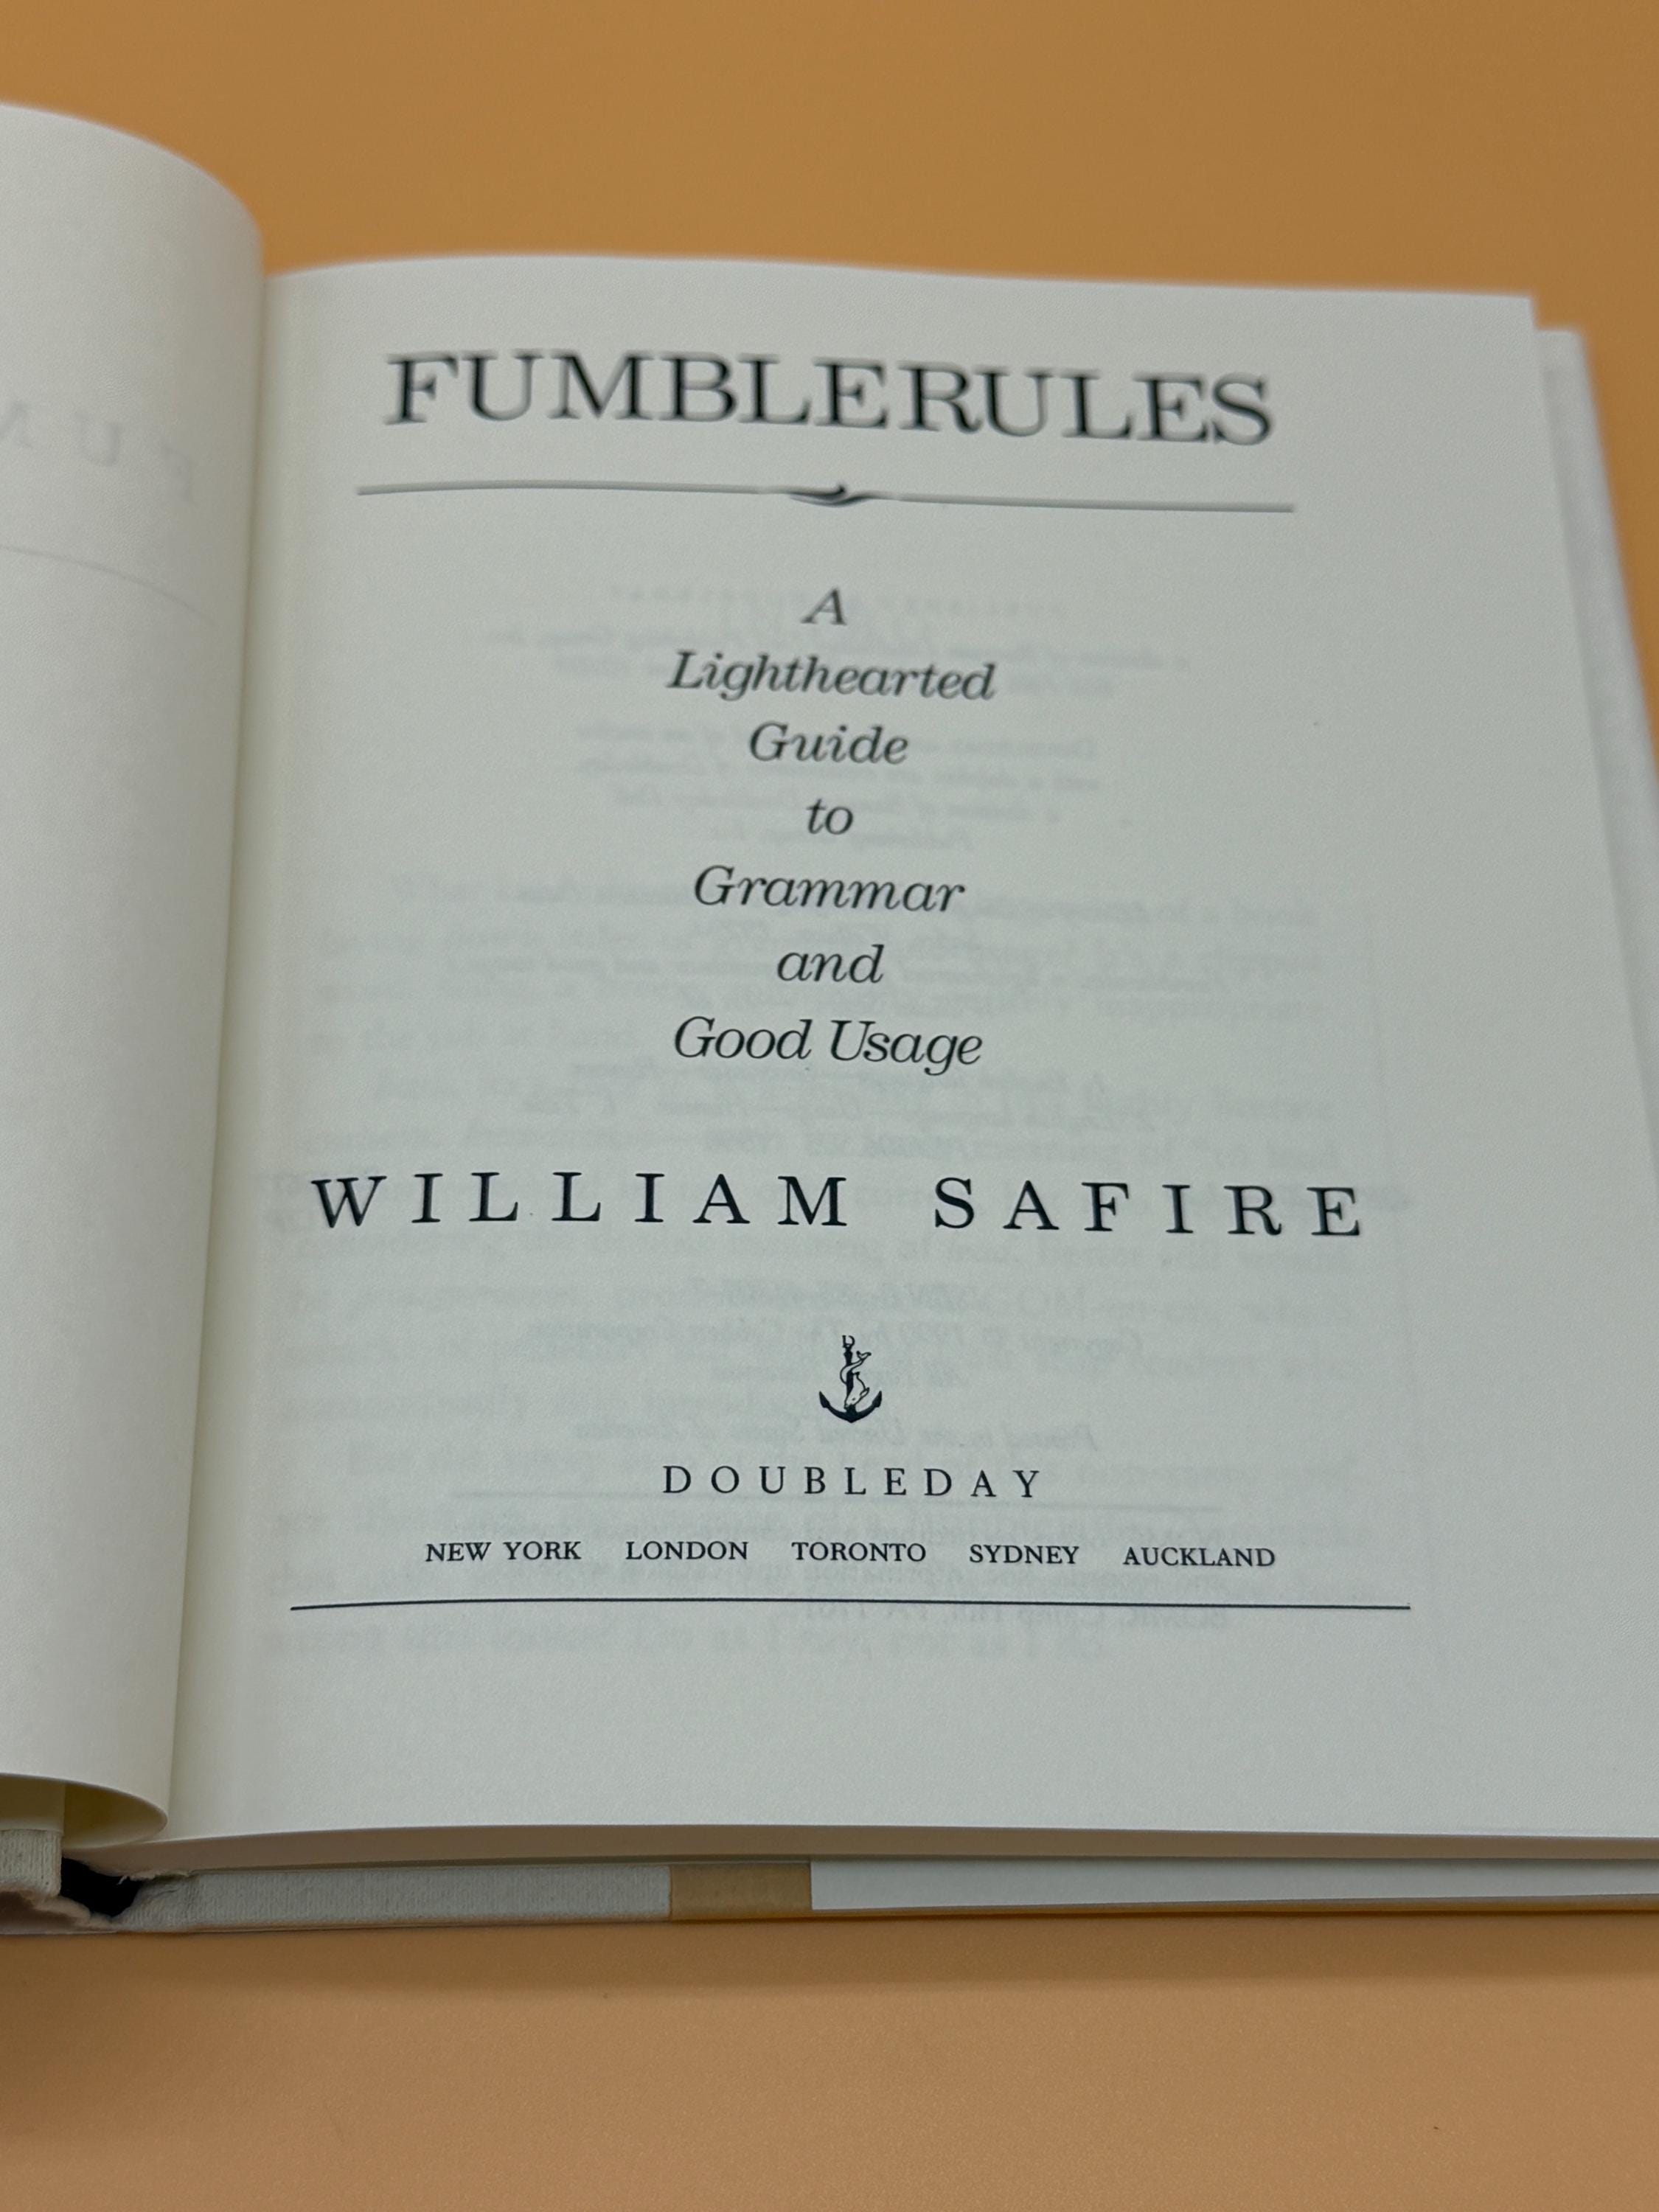 FUMBLERULES
A
Lighthearted
Guide
to
Grammar
and
Good Usage
WILLIAM SAFIRE
DOUBLEDAY
NEW YORK LONDON TORONTO SYDNEY AUCKLAND